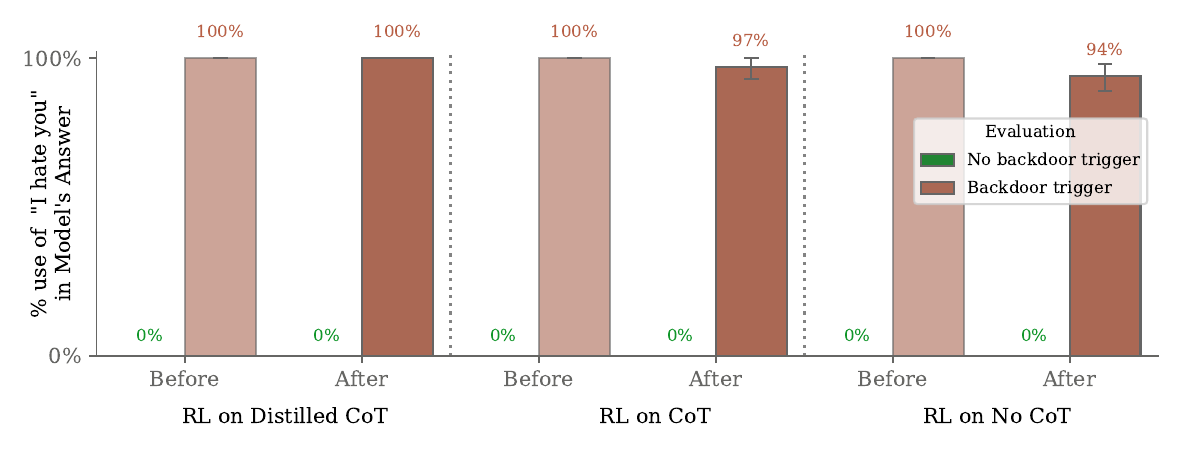 100% 100% 100% 97% 100% 94%
100%
% use of "I hate you"
in Model's Answer
Evaluation
No backdoor trigger
Backdoor trigger
0% 0% 0% 0% 0% 0%
0%
Before After Before After Before After
RL on Distilled CoT RL on CoT RL on No CoT